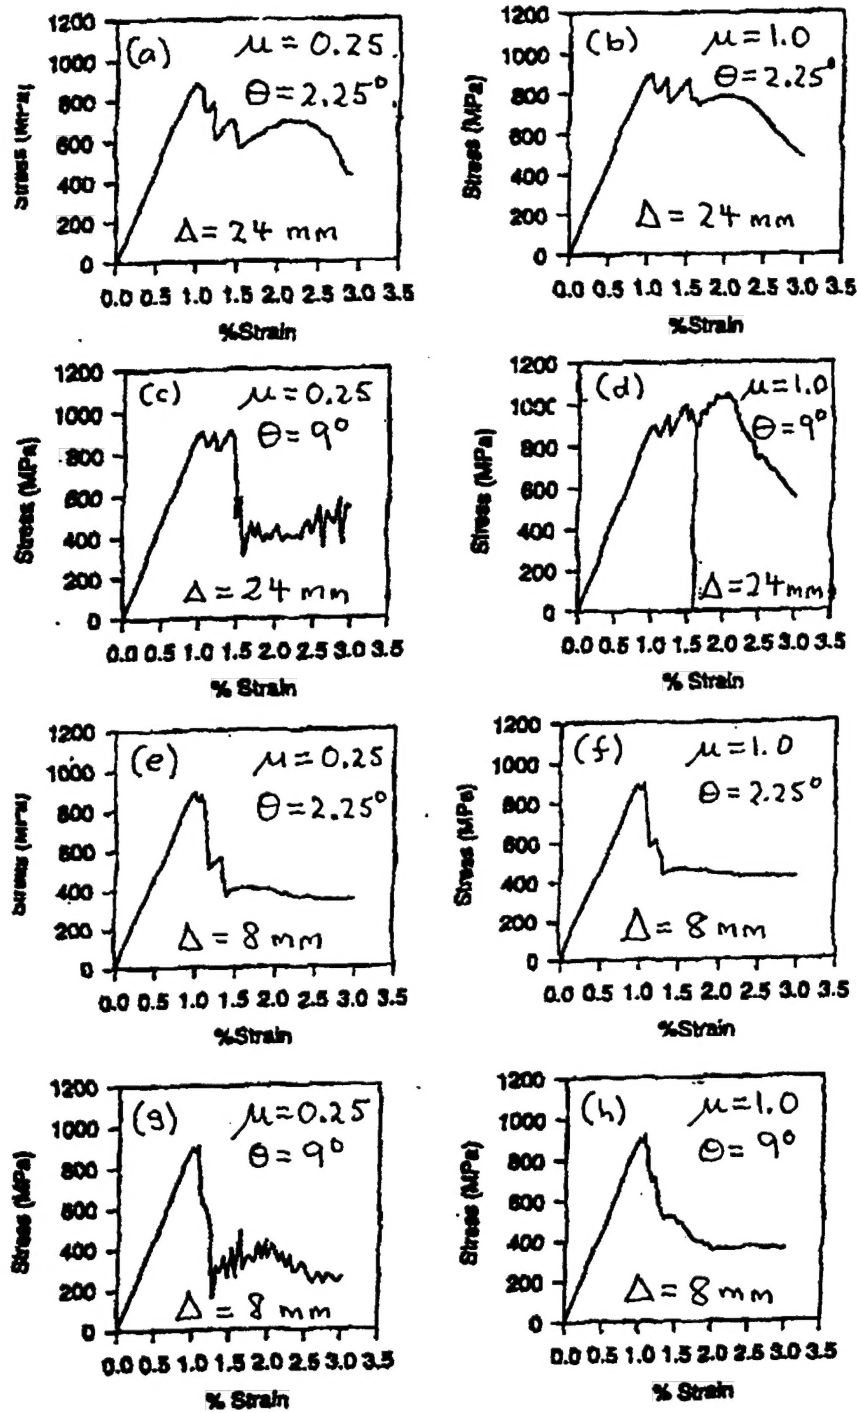 (a) μ = 0.25
θ = 2.25°
Δ = 24 mm
Stress (MPa)
1200
1000
800
600
400
200
0
0.0 0.5 1.0 1.5 2.0 2.5 3.0 3.5
%Strain
(b) μ = 1.0
θ = 2.25°
Δ = 24 mm
Stress (MPa)
1200
1000
800
600
400
200
0
0.0 0.5 1.0 1.5 2.0 2.5 3.0 3.5
%Strain
(c) μ = 0.25
θ = 9°
Δ = 24 mm
Stress (MPa)
1200
1000
800
600
400
200
0
0.0 0.5 1.0 1.5 2.0 2.5 3.0 3.5
% Strain
(d) μ = 1.0
θ = 9°
Δ = 24 mm
Stress (MPa)
1200
1000
800
600
400
200
0
0.0 0.5 1.0 1.5 2.0 2.5 3.0 3.5
% Strain
(e) μ = 0.25
θ = 2.25°
Δ = 8 mm
Stress (MPa)
1200
1000
800
600
400
200
0
0.0 0.5 1.0 1.5 2.0 2.5 3.0 3.5
%Strain
(f) μ = 1.0
θ = 2.25°
Δ = 8 mm
Stress (MPa)
1200
1000
800
600
400
200
0
0.0 0.5 1.0 1.5 2.0 2.5 3.0 3.5
%Strain
(g) μ = 0.25
θ = 9°
Δ = 8 mm
Stress (MPa)
1200
1000
800
600
400
200
0
0.0 0.5 1.0 1.5 2.0 2.5 3.0 3.5
% Strain
(h) μ = 1.0
θ = 9°
Δ = 8 mm
Stress (MPa)
1200
1000
800
600
400
200
0
0.0 0.5 1.0 1.5 2.0 2.5 3.0 3.5
% Strain